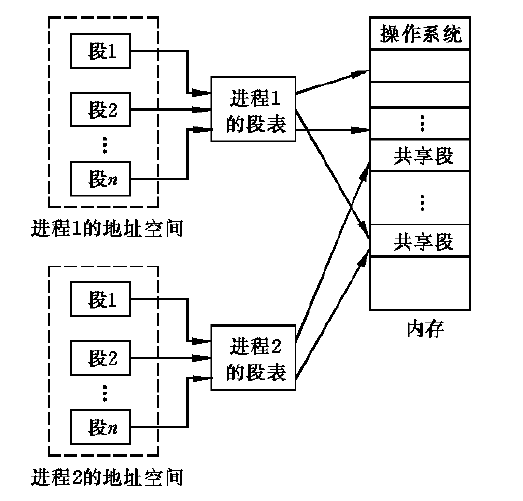 段1
段2
⋮
段n
进程1的地址空间
进程1
的段表
段1
段2
⋮
段n
进程2的地址空间
进程2
的段表
操作系统
⋮
共享段
⋮
共享段
内存